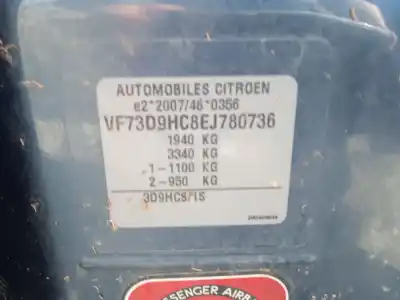 AUTOMOBILES CITROEN
e2*2007/46*0356
VF73D9HC8EJ780736
1940 KG
3340 KG
1-1100 KG
2-950 KG
3D9HC8/1S